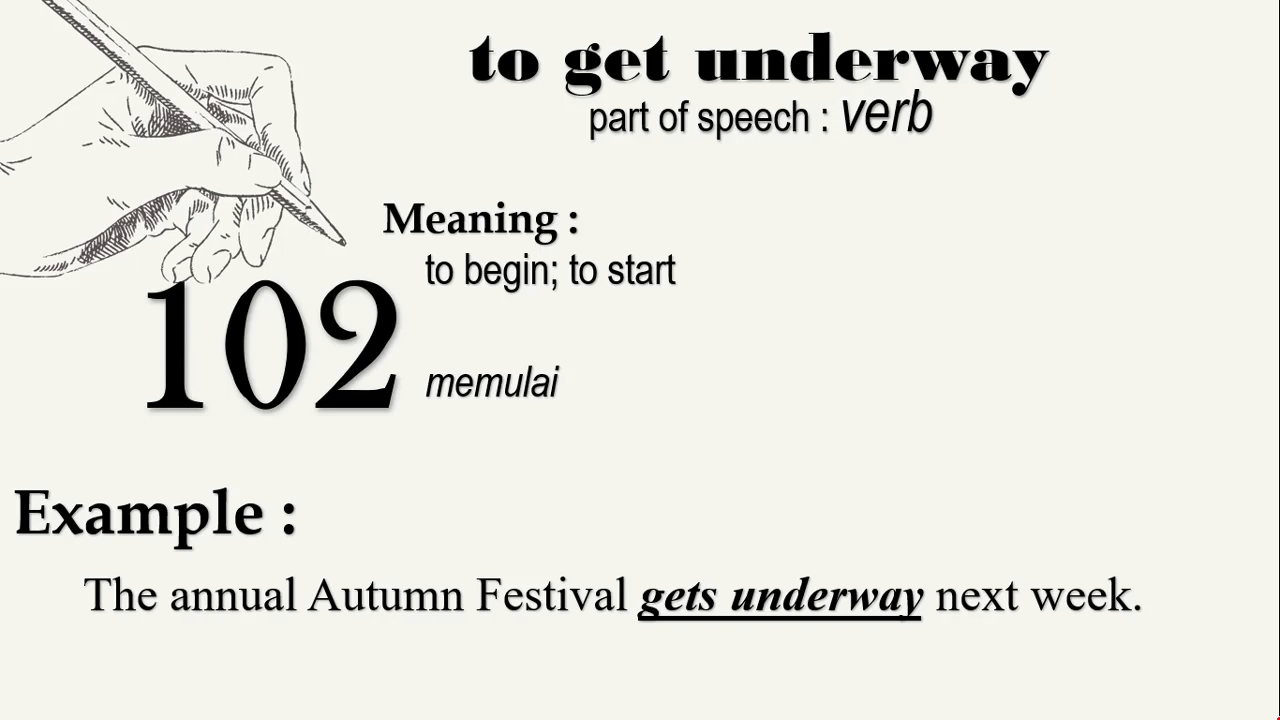 to get underway
part of speech : verb
Meaning :
to begin; to start
102
memulai
Example :
The annual Autumn Festival gets underway next week.